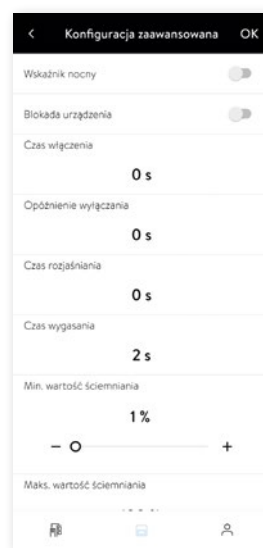 Konfiguracja zaawansowana OK
Wskaźnik nocny
Blokada urządzenia
Czas włączenia
0 s
Opóźnienie wyłączania
0 s
Czas rozjaśniania
0 s
Czas wygasania
2 s
Min. wartość ściemniania
1 %
Maks. wartość ściemniania